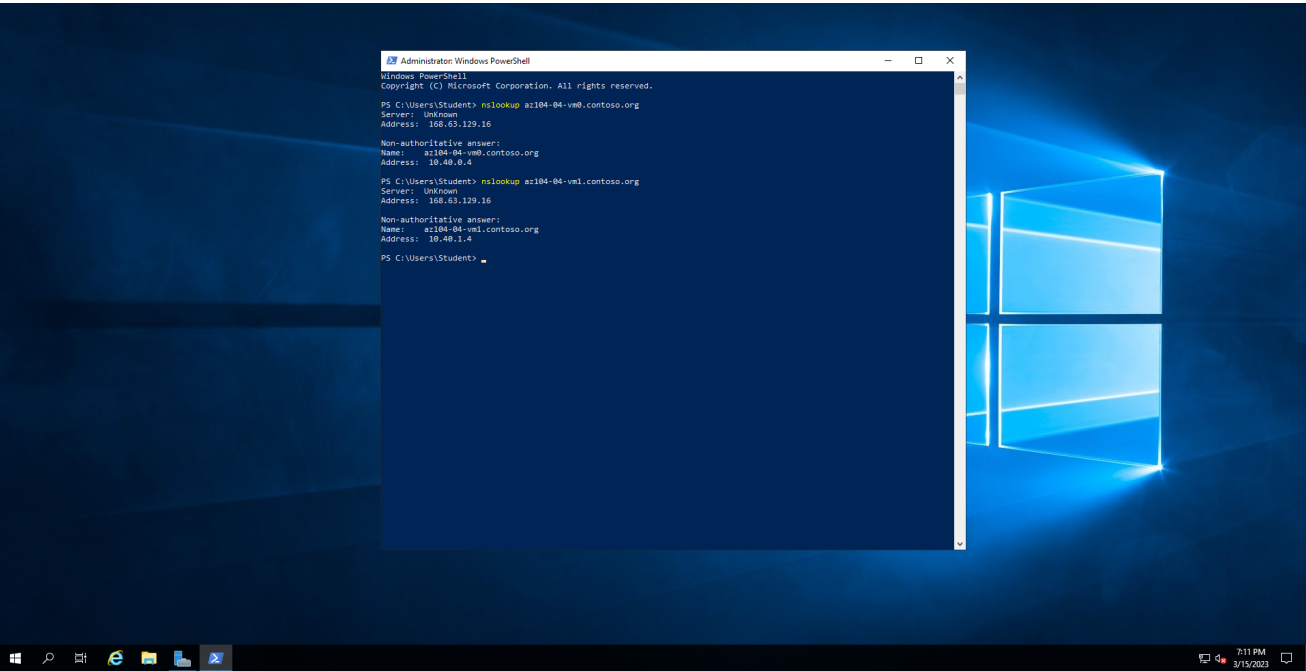 Administrator: Windows PowerShell
Windows PowerShell
Copyright (C) Microsoft Corporation. All rights reserved.
PS C:\Users\Student> nslookup az104-04-vm0.contoso.org
Server:  UnKnown
Address:  168.63.129.16
Non-authoritative answer:
Name:    az104-04-vm0.contoso.org
Address:  10.40.0.4
PS C:\Users\Student> nslookup az104-04-vm1.contoso.org
Server:  UnKnown
Address:  168.63.129.16
Non-authoritative answer:
Name:    az104-04-vm1.contoso.org
Address:  10.40.1.4
PS C:\Users\Student>
7:11 PM
3/15/2023